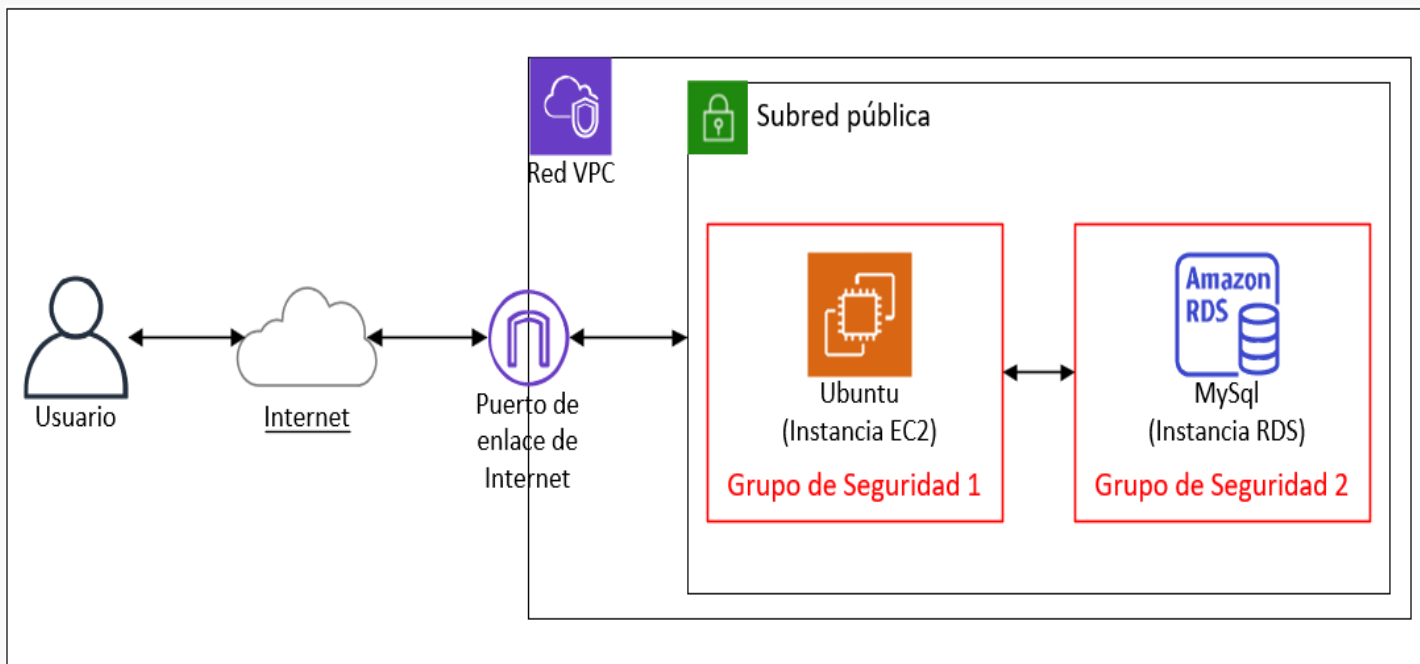 Subred pública
Red VPC
Usuario
Internet
Puerto de
enlace de
Internet
Ubuntu
(Instancia EC2)
Grupo de Seguridad 1
Amazon
RDS
MySql
(Instancia RDS)
Grupo de Seguridad 2